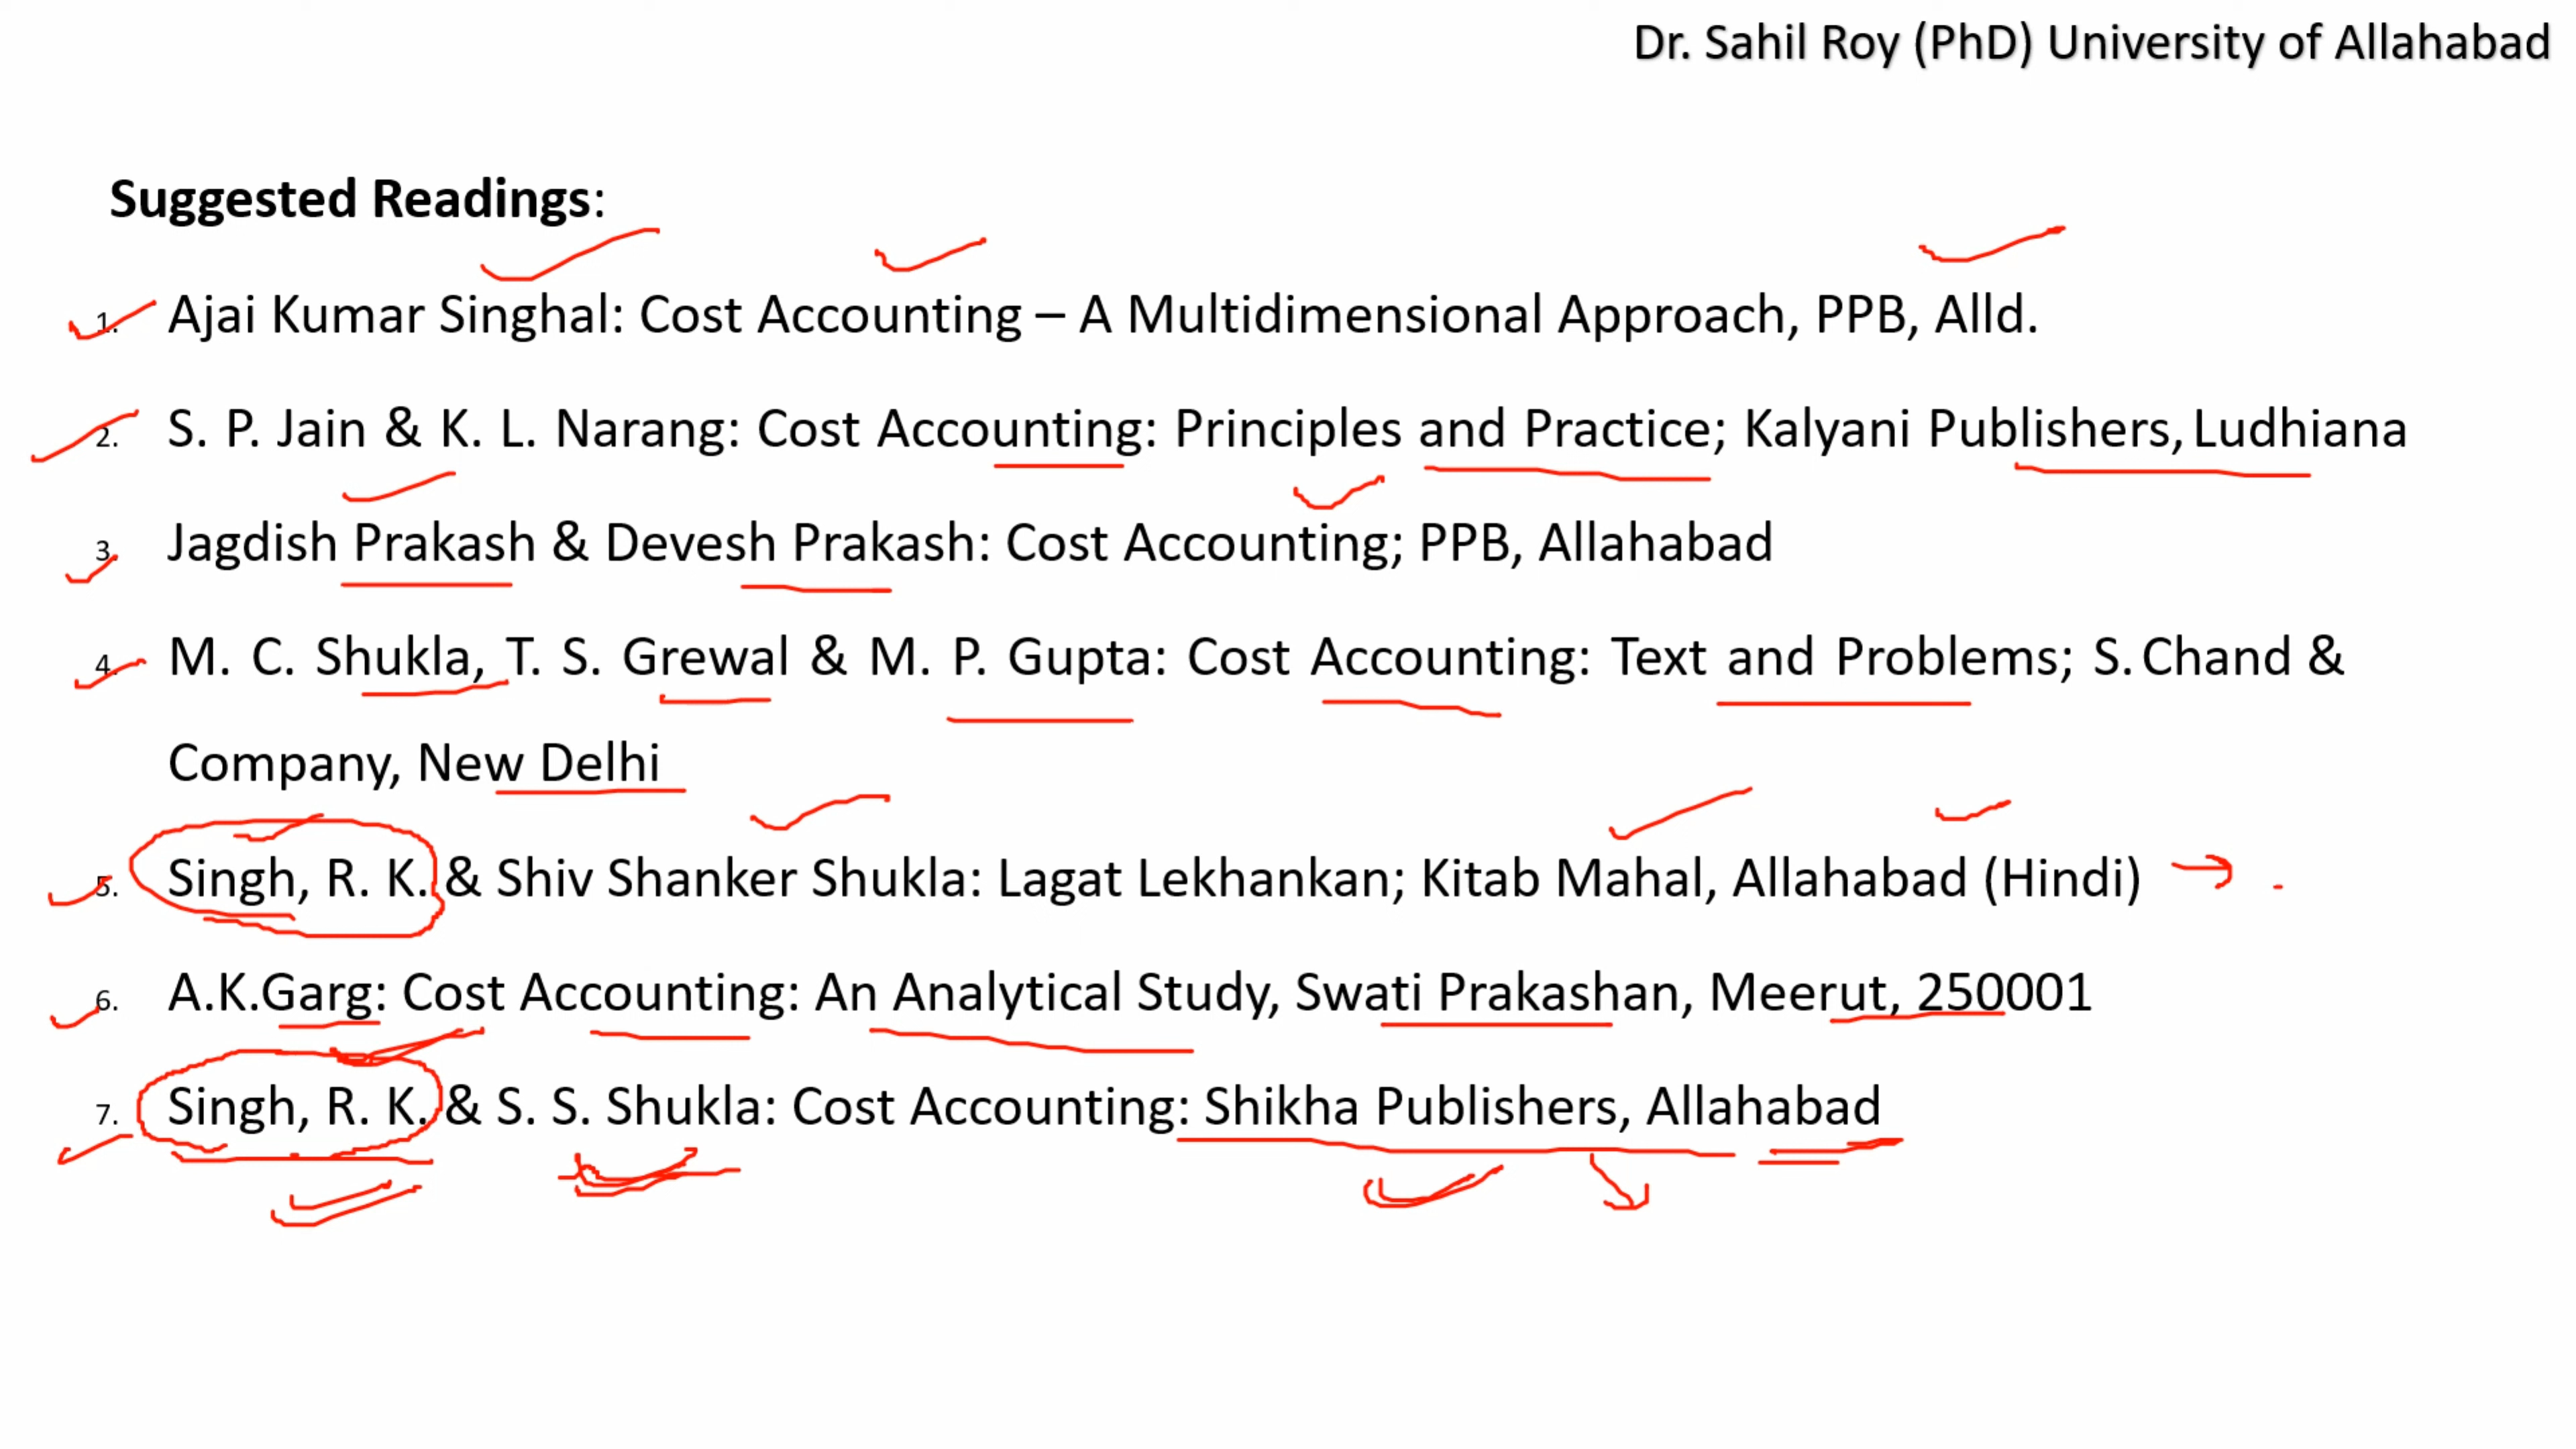 Dr. Sahil Roy (PhD) University of Allahabad
Suggested Readings:
1. Ajai Kumar Singhal: Cost Accounting – A Multidimensional Approach, PPB, Alld.
2. S. P. Jain & K. L. Narang: Cost Accounting: Principles and Practice; Kalyani Publishers, Ludhiana
3. Jagdish Prakash & Devesh Prakash: Cost Accounting; PPB, Allahabad
4. M. C. Shukla, T. S. Grewal & M. P. Gupta: Cost Accounting: Text and Problems; S. Chand &
Company, New Delhi
5. Singh, R. K. & Shiv Shanker Shukla: Lagat Lekhankan; Kitab Mahal, Allahabad (Hindi)
6. A.K.Garg: Cost Accounting: An Analytical Study, Swati Prakashan, Meerut, 250001
7. Singh, R. K. & S. S. Shukla: Cost Accounting: Shikha Publishers, Allahabad